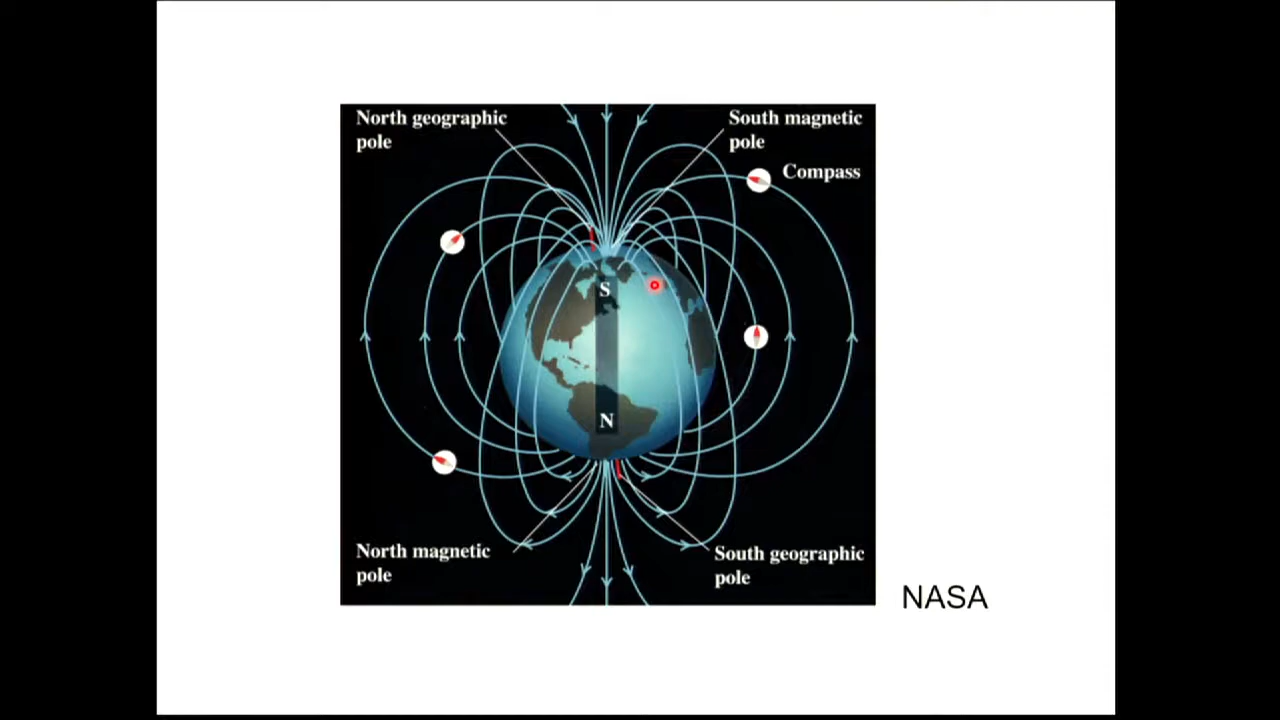 North geographic
pole
South magnetic
pole
Compass
S
N
North magnetic
pole
South geographic
pole
NASA